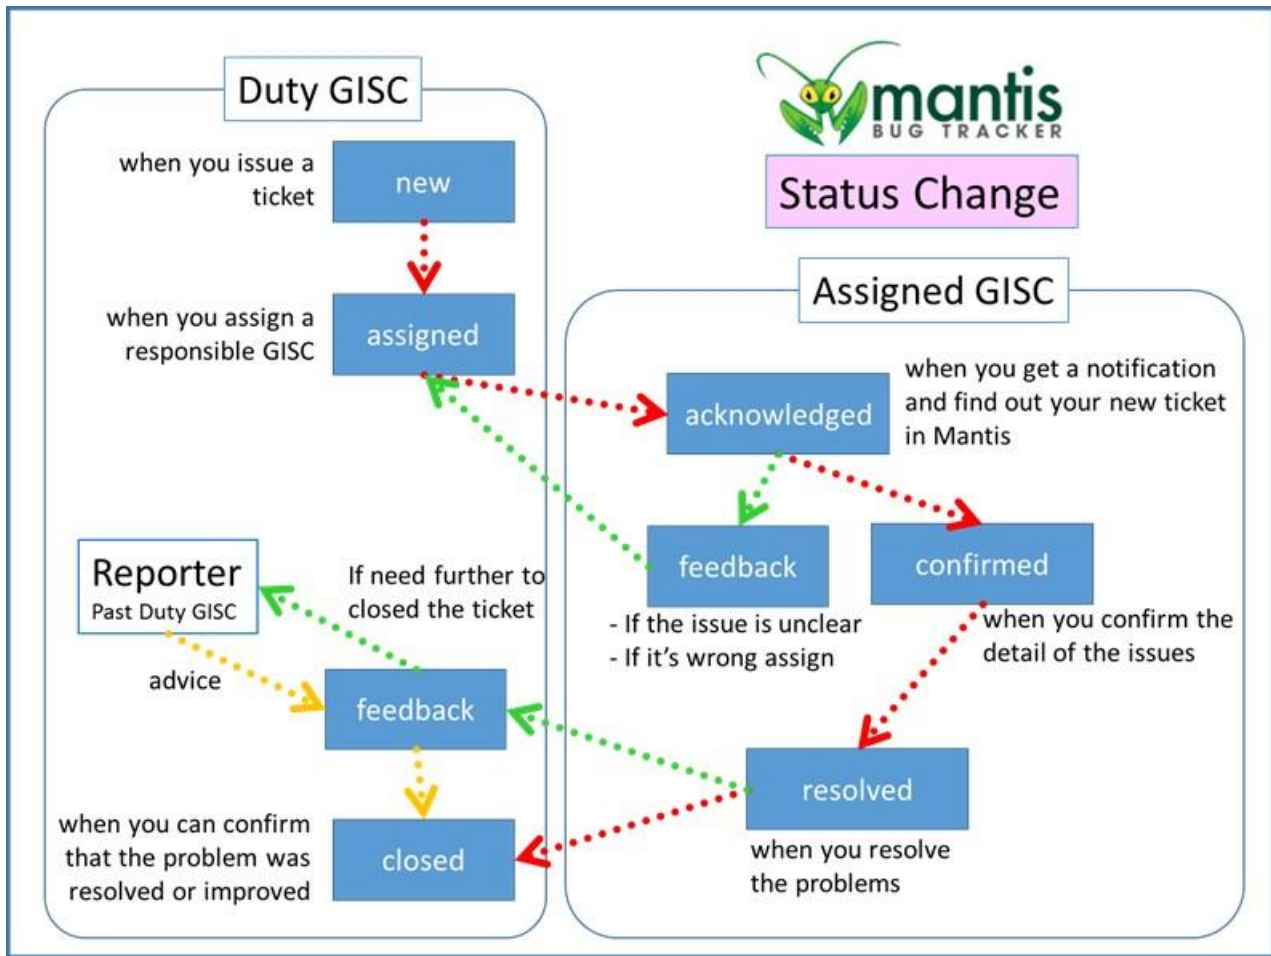 Duty GISC
mantis
BUG TRACKER
Status Change
when you issue a
ticket
new
when you assign a
responsible GISC
assigned
Assigned GISC
acknowledged
when you get a notification
and find out your new ticket
in Mantis
feedback
- If the issue is unclear
- If it's wrong assign
confirmed
when you confirm the
detail of the issues
Reporter
Past Duty GISC
If need further to
closed the ticket
advice
feedback
resolved
when you resolve
the problems
when you can confirm
that the problem was
resolved or improved
closed